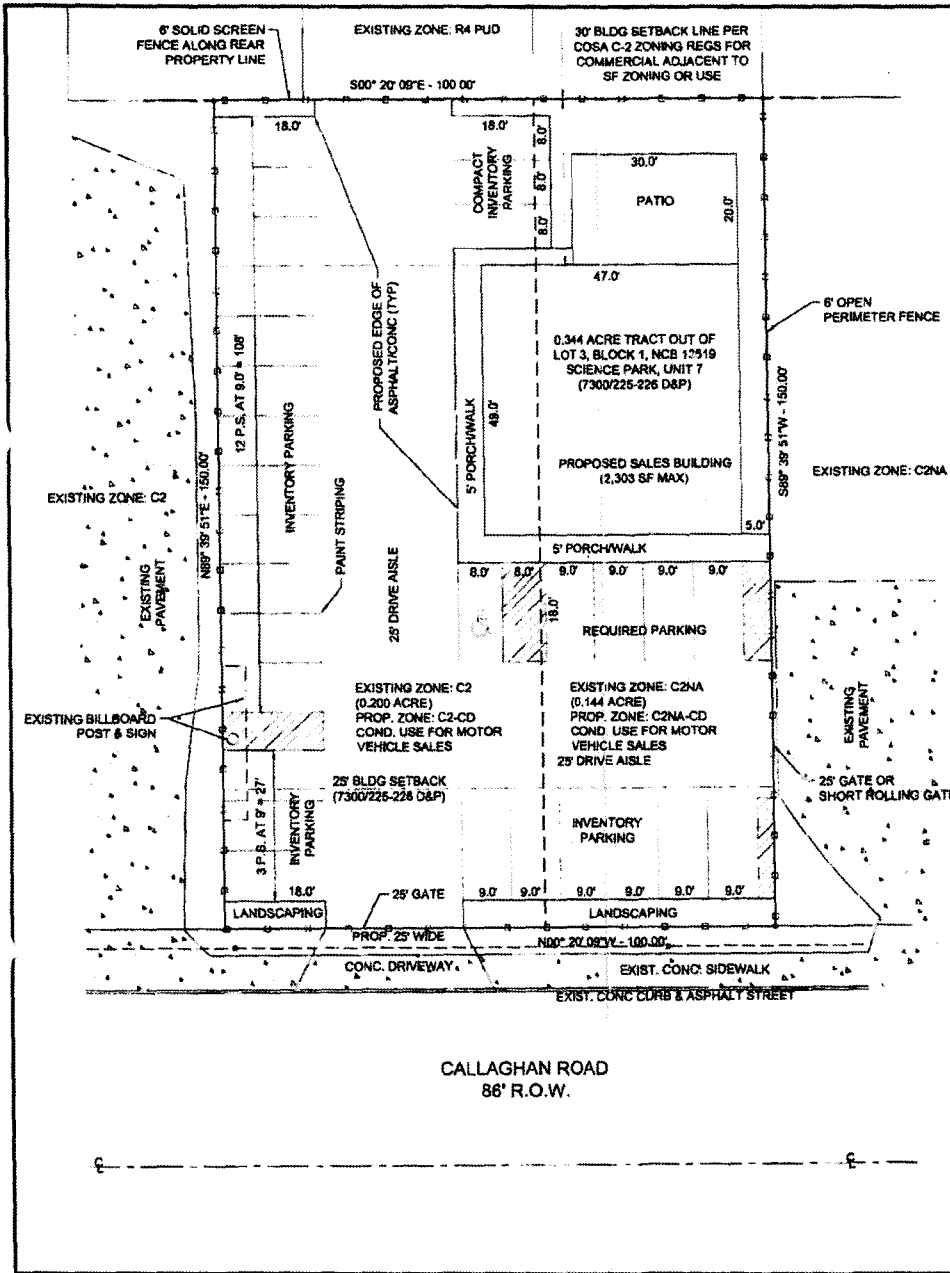 6' SOLID SCREEN
FENCE ALONG REAR
PROPERTY LINE
EXISTING ZONE: R4 PUD
30' BLDG SETBACK LINE PER
COSA C-2 ZONING REGS FOR
COMMERCIAL ADJACENT TO
SF ZONING OR USE
S00° 20' 09"E - 100.00'
18.0'
18.0'
8.0'
8.0'
8.0'
COMPACT
INVENTORY
PARKING
30.0'
PATIO
20.0'
47.0'
6' OPEN
PERIMETER FENCE
PROPOSED EDGE OF
ASPHALT/CONC (TYP)
0.344 ACRE TRACT OUT OF
LOT 3, BLOCK 1, NCB 13519
SCIENCE PARK, UNIT 7
(7300/225-226 D&P)
12 P.S. AT 9.0' = 108'
INVENTORY PARKING
5' PORCH/WALK
49.0'
S89° 39' 51"W - 150.00'
PROPOSED SALES BUILDING
(2,303 SF MAX)
EXISTING ZONE: C2NA
EXISTING ZONE: C2
N89° 39' 51"E - 150.00'
PAINT STRIPING
5.0'
5' PORCH/WALK
8.0'
8.0'
9.0'
9.0'
9.0'
9.0'
EXISTING
PAVEMENT
25' DRIVE AISLE
18.0'
REQUIRED PARKING
EXISTING BILLBOARD
POST & SIGN
EXISTING ZONE: C2
(0.200 ACRE)
PROP. ZONE: C2-CD
COND. USE FOR MOTOR
VEHICLE SALES
EXISTING ZONE: C2NA
(0.144 ACRE)
PROP. ZONE: C2NA-CD
COND. USE FOR MOTOR
VEHICLE SALES
25' DRIVE AISLE
EXISTING
PAVEMENT
25' BLDG SETBACK
(7300/225-226 D&P)
25' GATE OR
SHORT ROLLING GATE
3 P.S. AT 9' = 27'
INVENTORY
PARKING
INVENTORY
PARKING
18.0'
25' GATE
9.0'
9.0'
9.0'
9.0'
9.0'
9.0'
LANDSCAPING
LANDSCAPING
PROP. 25' WIDE
N00° 20' 09"W - 100.00'
CONC. DRIVEWAY
EXIST. CONC. SIDEWALK
EXIST. CONC CURB & ASPHALT STREET
CALLAGHAN ROAD
86' R.O.W.